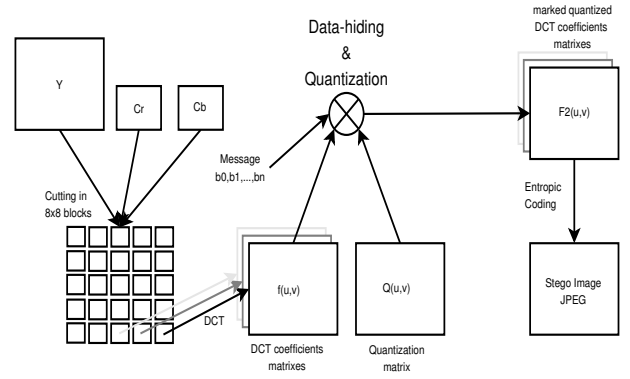 marked quantized
DCT coefficients
matrixes
Data-hiding
&
Quantization
Y
Cr
Cb
F2(u,v)
Message
b0,b1,...,bn
Cutting in
8x8 blocks
Entropic
Coding
f(u,v)
Q(u,v)
Stego Image
JPEG
DCT
DCT coefficients
matrixes
Quantization
matrix